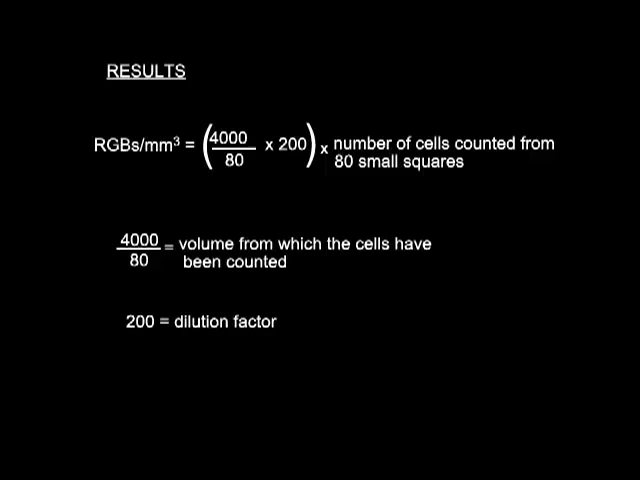 RESULTS
RGBs/mm³ = (4000/80 x 200) x number of cells counted from
80 small squares
4000/80 = volume from which the cells have
been counted
200 = dilution factor